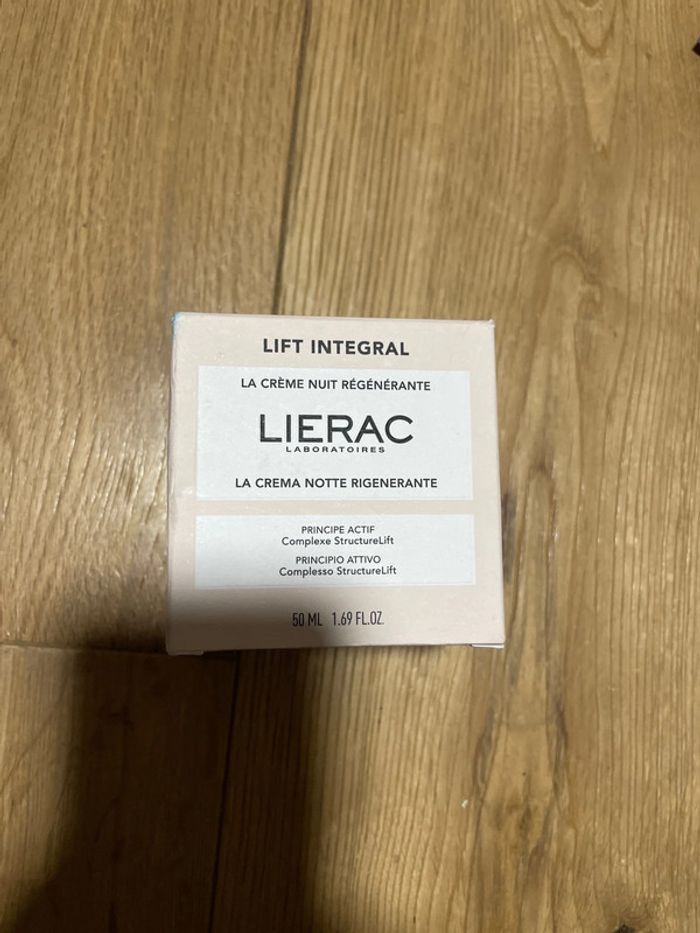 LIFT INTEGRAL
LA CRÈME NUIT RÉGÉNÉRANTE
LIERAC
LABORATOIRES
LA CREMA NOTTE RIGENERANTE
PRINCIPE ACTIF
Complexe StructureLift
PRINCIPIO ATTIVO
Complesso StructureLift
50 ML 1.69 FL.OZ.